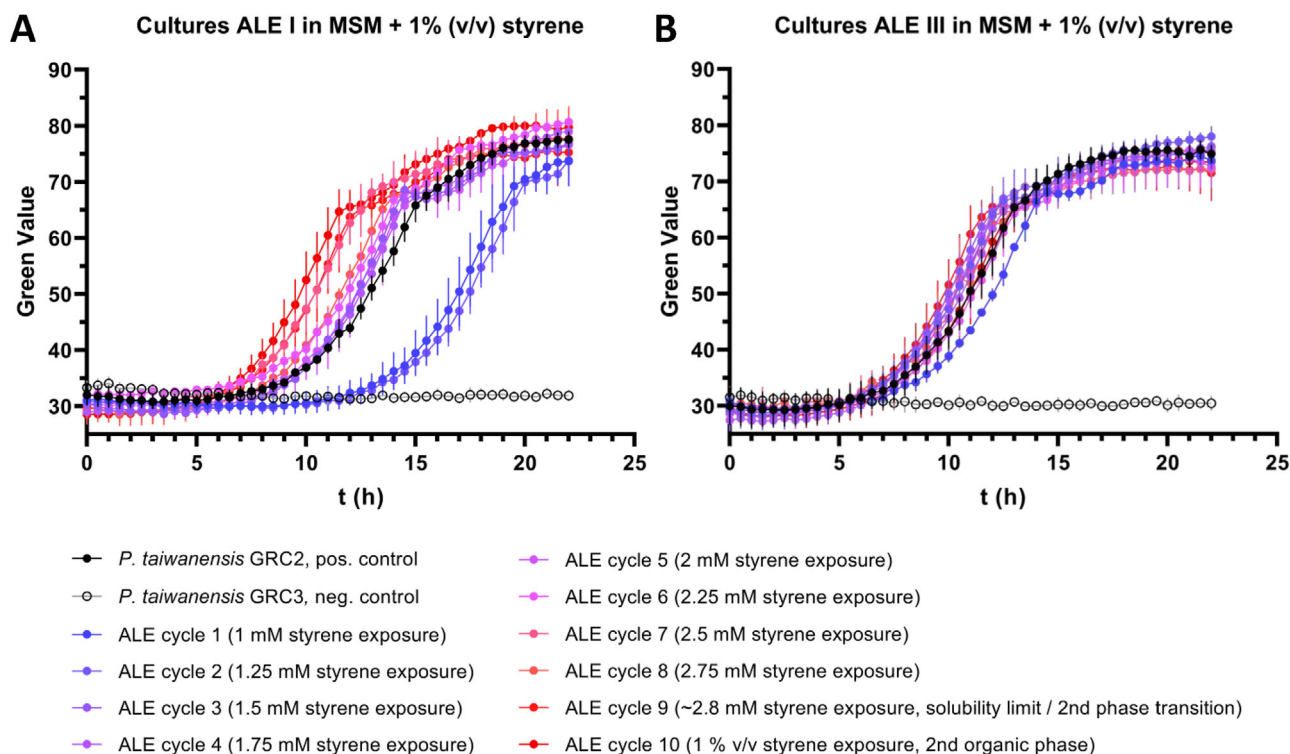 A
Cultures ALE I in MSM + 1% (v/v) styrene
90
80
70
60
50
40
30
Green Value
0
5
10
15
20
25
t (h)
B
Cultures ALE III in MSM + 1% (v/v) styrene
90
80
70
60
50
40
30
Green Value
0
5
10
15
20
25
t (h)
P. taiwanensis GRC2, pos. control
P. taiwanensis GRC3, neg. control
ALE cycle 1 (1 mM styrene exposure)
ALE cycle 2 (1.25 mM styrene exposure)
ALE cycle 3 (1.5 mM styrene exposure)
ALE cycle 4 (1.75 mM styrene exposure)
ALE cycle 5 (2 mM styrene exposure)
ALE cycle 6 (2.25 mM styrene exposure)
ALE cycle 7 (2.5 mM styrene exposure)
ALE cycle 8 (2.75 mM styrene exposure)
ALE cycle 9 (~2.8 mM styrene exposure, solubility limit / 2nd phase transition)
ALE cycle 10 (1 % v/v styrene exposure, 2nd organic phase)